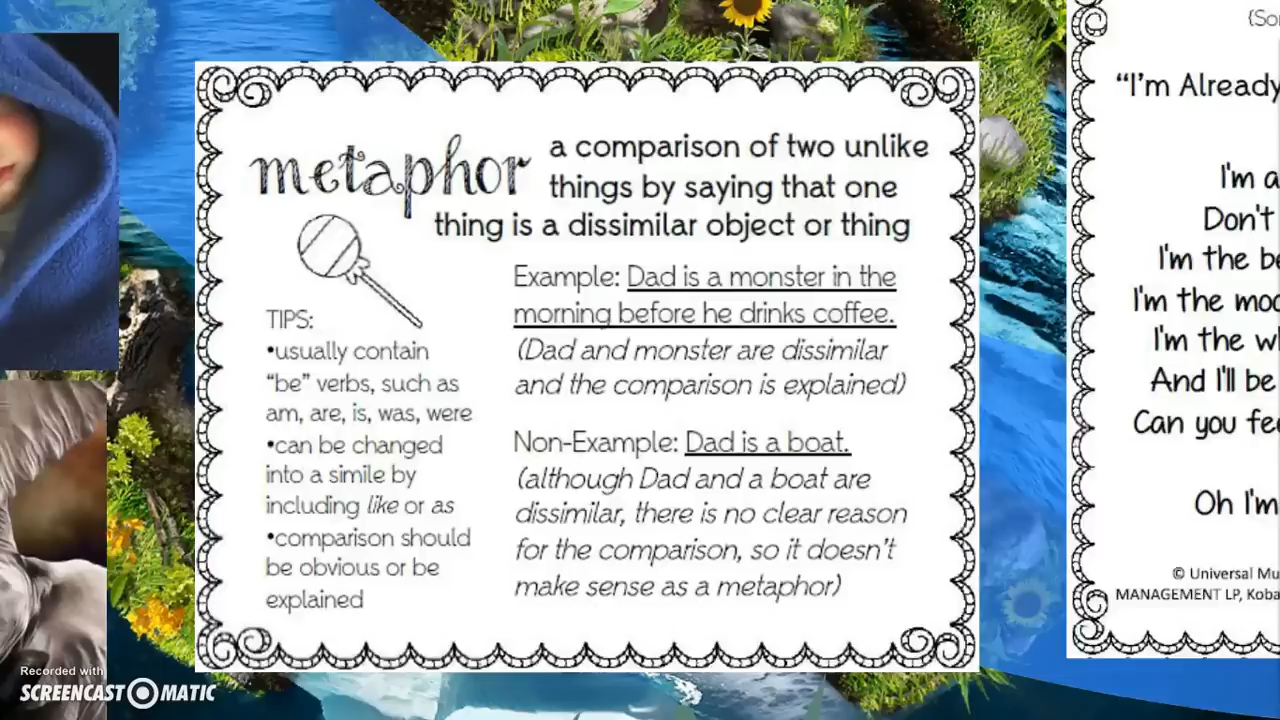 metaphor
a comparison of two unlike
things by saying that one
thing is a dissimilar object or thing
TIPS:
•usually contain
“be” verbs, such as
am, are, is, was, were
•can be changed
into a simile by
including like or as
•comparison should
be obvious or be
explained
Example: Dad is a monster in the
morning before he drinks coffee.
(Dad and monster are dissimilar
and the comparison is explained)
Non-Example: Dad is a boat.
(although Dad and a boat are
dissimilar, there is no clear reason
for the comparison, so it doesn't
make sense as a metaphor)
“I'm Already
I'm a
Don't
I'm the
I'm the
I'm the
And I'll be
Can you
Oh I'm
© Universal
MANAGEMENT LP,
Recorded with
SCREENCAST-O-MATIC